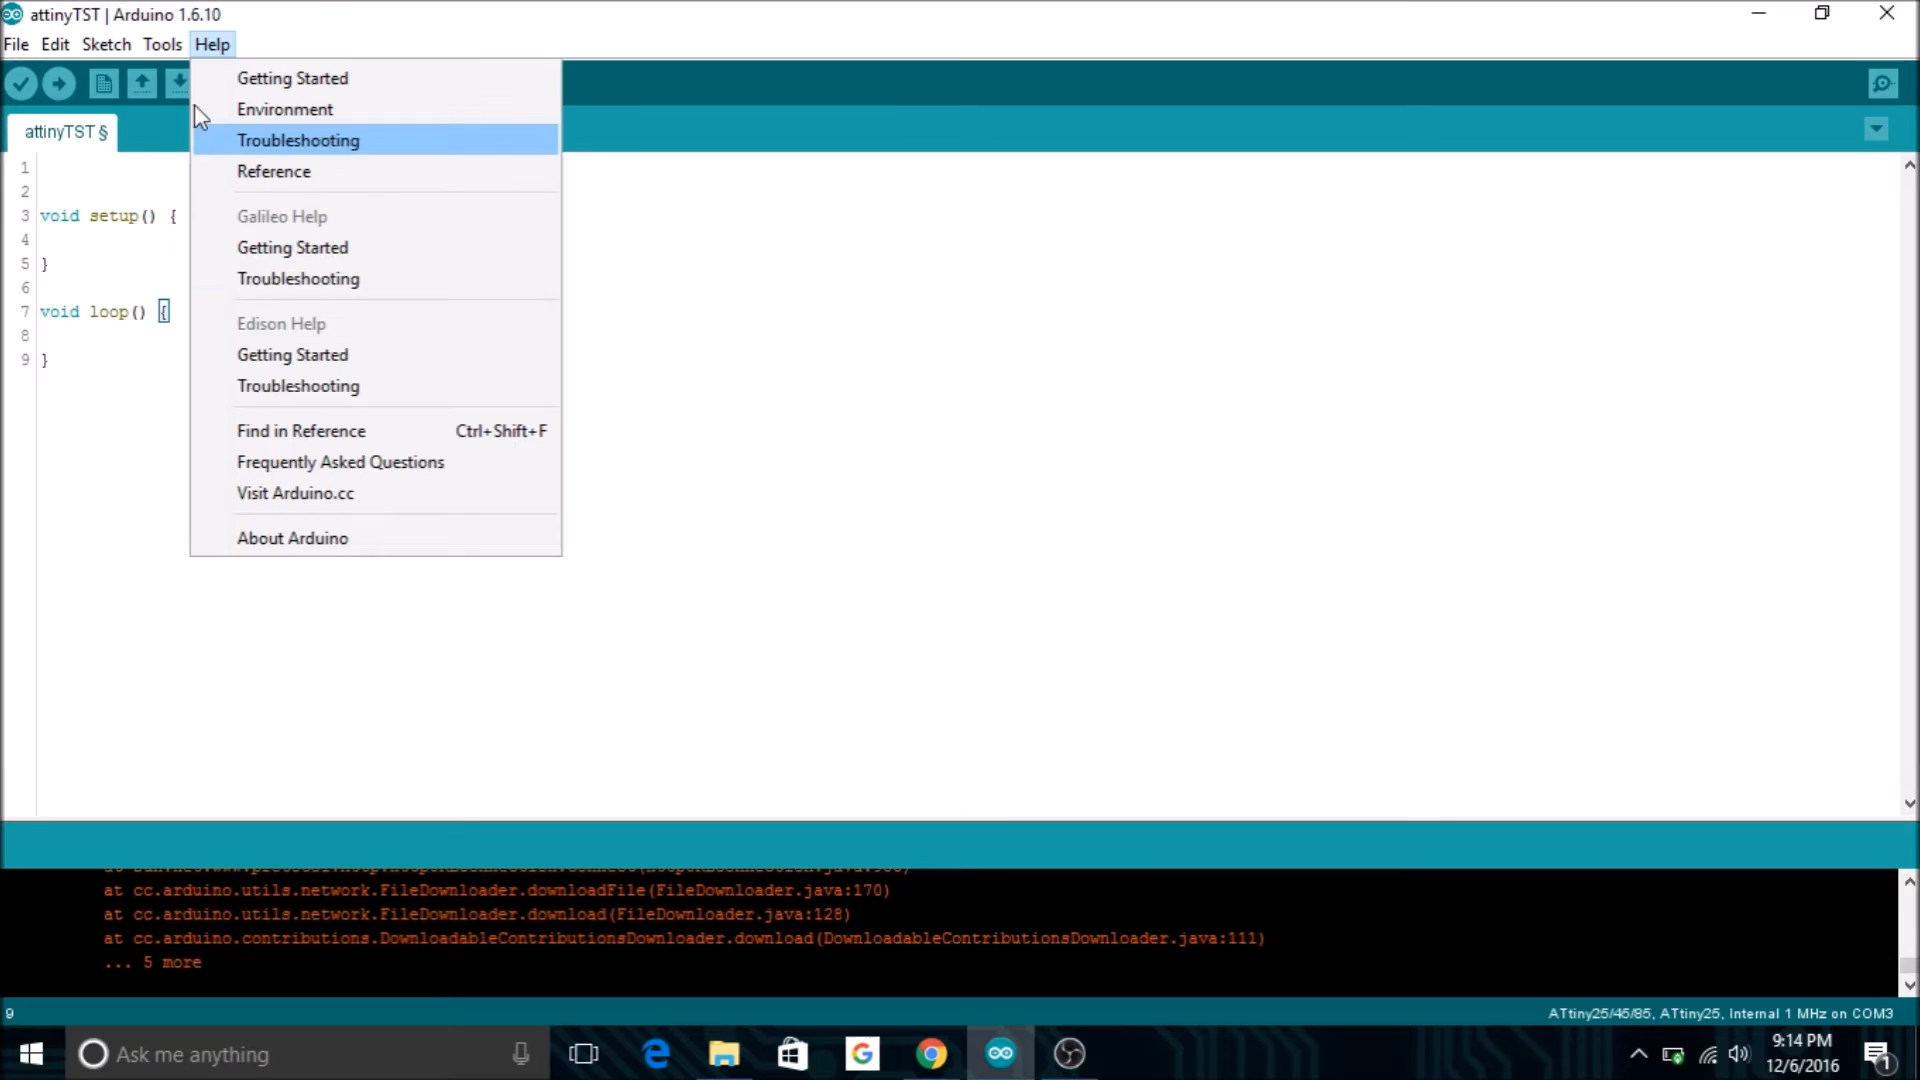 attinyTST | Arduino 1.6.10
File Edit Sketch Tools Help
Getting Started
Environment
attinyTST §
Troubleshooting
Reference
1
2
3 void setup() {
4
5 }
6
7 void loop() {
8
9 }
Galileo Help
Getting Started
Troubleshooting
Edison Help
Getting Started
Troubleshooting
Find in Reference Ctrl+Shift+F
Frequently Asked Questions
Visit Arduino.cc
About Arduino
at cc.arduino.utils.network.FileDownloader.downloadFile(FileDownloader.java:170)
at cc.arduino.utils.network.FileDownloader.download(FileDownloader.java:128)
at cc.arduino.contributions.DownloadableContributionsDownloader.download(DownloadableContributionsDownloader.java:111)
... 5 more
9
ATtiny25/45/85, ATtiny25, Internal 1 MHz on COM3
Ask me anything
9:14 PM
12/6/2016
1